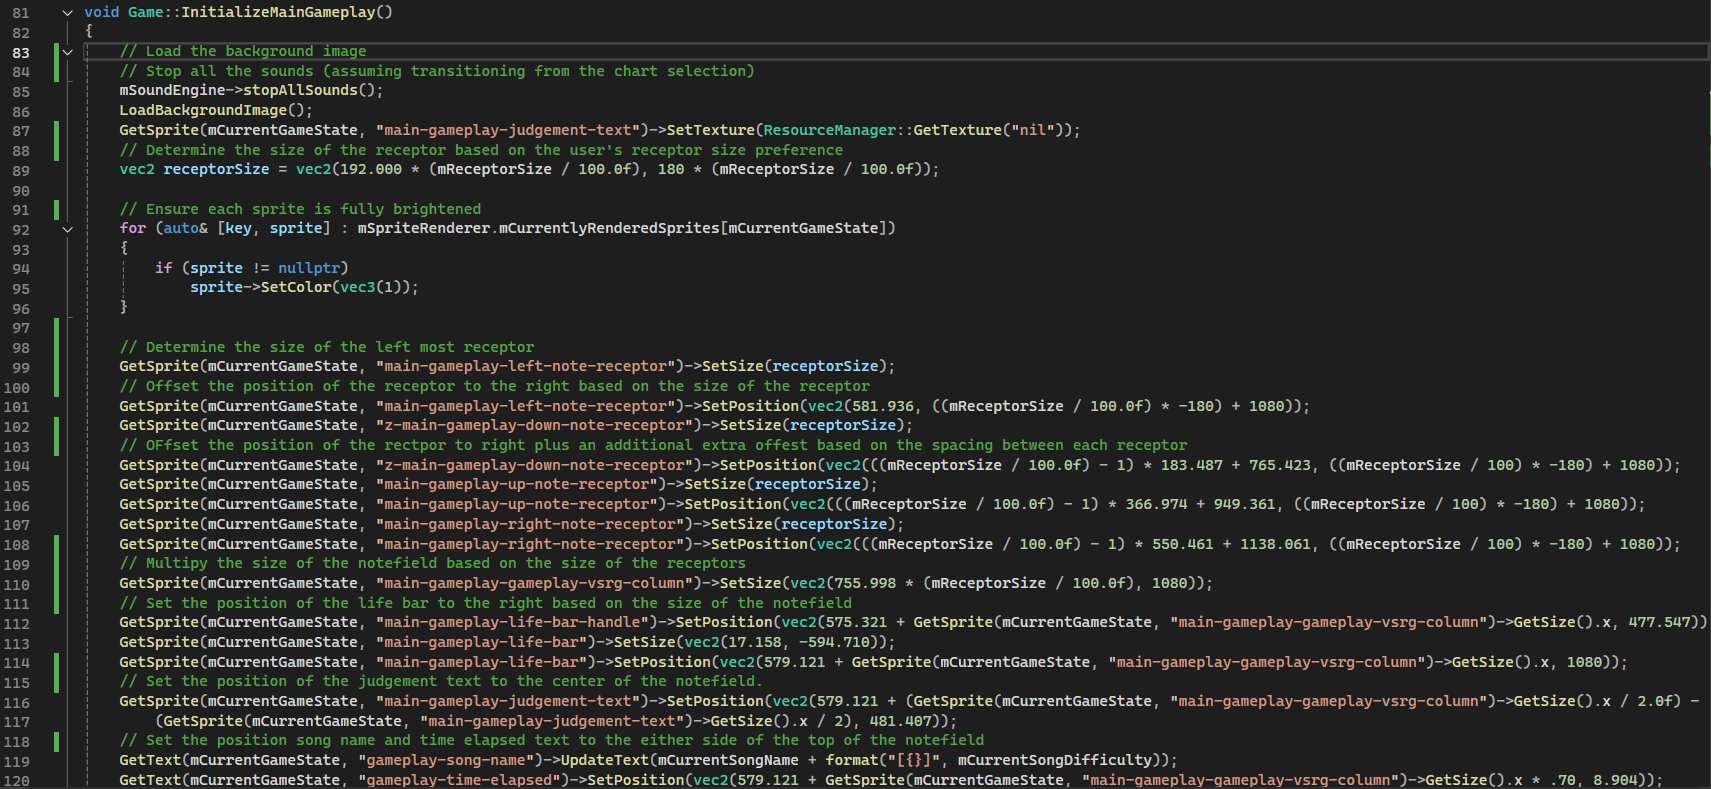 81 void Game::InitializeMainGameplay()
82 {
83 // Load the background image
84 // Stop all the sounds (assuming transitioning from the chart selection)
85 mSoundEngine->stopAllSounds();
86 LoadBackgroundImage();
87 GetSprite(mCurrentGameState, "main-gameplay-judgement-text")->SetTexture(ResourceManager::GetTexture("nil"));
88 // Determine the size of the receptor based on the user's receptor size preference
89 vec2 receptorSize = vec2(192.000 * (mReceptorSize / 100.0f), 180 * (mReceptorSize / 100.0f));
90
91 // Ensure each sprite is fully brightened
92 for (auto& [key, sprite] : mSpriteRenderer.mCurrentlyRenderedSprites[mCurrentGameState])
93 {
94 if (sprite != nullptr)
95 sprite->SetColor(vec3(1));
96 }
97
98 // Determine the size of the left most receptor
99 GetSprite(mCurrentGameState, "main-gameplay-left-note-receptor")->SetSize(receptorSize);
100 // Offset the position of the receptor to the right based on the size of the receptor
101 GetSprite(mCurrentGameState, "main-gameplay-left-note-receptor")->SetPosition(vec2(581.936, ((mReceptorSize / 100.0f) * -180) + 1080));
102 GetSprite(mCurrentGameState, "z-main-gameplay-down-note-receptor")->SetSize(receptorSize);
103 // OFfset the position of the rectpor to right plus an additional extra offest based on the spacing between each receptor
104 GetSprite(mCurrentGameState, "z-main-gameplay-down-note-receptor")->SetPosition(vec2(((mReceptorSize / 100.0f) - 1) * 183.487 + 765.423, ((mReceptorSize / 100) * -180) + 1080));
105 GetSprite(mCurrentGameState, "main-gameplay-up-note-receptor")->SetSize(receptorSize);
106 GetSprite(mCurrentGameState, "main-gameplay-up-note-receptor")->SetPosition(vec2(((mReceptorSize / 100.0f) - 1) * 366.974 + 949.361, ((mReceptorSize / 100) * -180) + 1080));
107 GetSprite(mCurrentGameState, "main-gameplay-right-note-receptor")->SetSize(receptorSize);
108 GetSprite(mCurrentGameState, "main-gameplay-right-note-receptor")->SetPosition(vec2(((mReceptorSize / 100.0f) - 1) * 550.461 + 1138.061, ((mReceptorSize / 100) * -180) + 1080));
109 // Multipy the size of the notefield based on the size of the receptors
110 GetSprite(mCurrentGameState, "main-gameplay-gameplay-vsrg-column")->SetSize(vec2(755.998 * (mReceptorSize / 100.0f), 1080));
111 // Set the position of the life bar to the right based on the size of the notefield
112 GetSprite(mCurrentGameState, "main-gameplay-life-bar-handle")->SetPosition(vec2(575.321 + GetSprite(mCurrentGameState, "main-gameplay-gameplay-vsrg-column")->GetSize().x, 477.547))
113 GetSprite(mCurrentGameState, "main-gameplay-life-bar")->SetSize(vec2(17.158, -594.710));
114 GetSprite(mCurrentGameState, "main-gameplay-life-bar")->SetPosition(vec2(579.121 + GetSprite(mCurrentGameState, "main-gameplay-gameplay-vsrg-column")->GetSize().x, 1080));
115 // Set the position of the judgement text to the center of the notefield.
116 GetSprite(mCurrentGameState, "main-gameplay-judgement-text")->SetPosition(vec2(579.121 + (GetSprite(mCurrentGameState, "main-gameplay-gameplay-vsrg-column")->GetSize().x / 2.0f) -
117 (GetSprite(mCurrentGameState, "main-gameplay-judgement-text")->GetSize().x / 2), 481.407));
118 // Set the position song name and time elapsed text to the either side of the top of the notefield
119 GetText(mCurrentGameState, "gameplay-song-name")->UpdateText(mCurrentSongName + format("[{}]", mCurrentSongDifficulty));
120 GetText(mCurrentGameState, "gameplay-time-elapsed")->SetPosition(vec2(579.121 + GetSprite(mCurrentGameState, "main-gameplay-gameplay-vsrg-column")->GetSize().x * .70, 8.904));